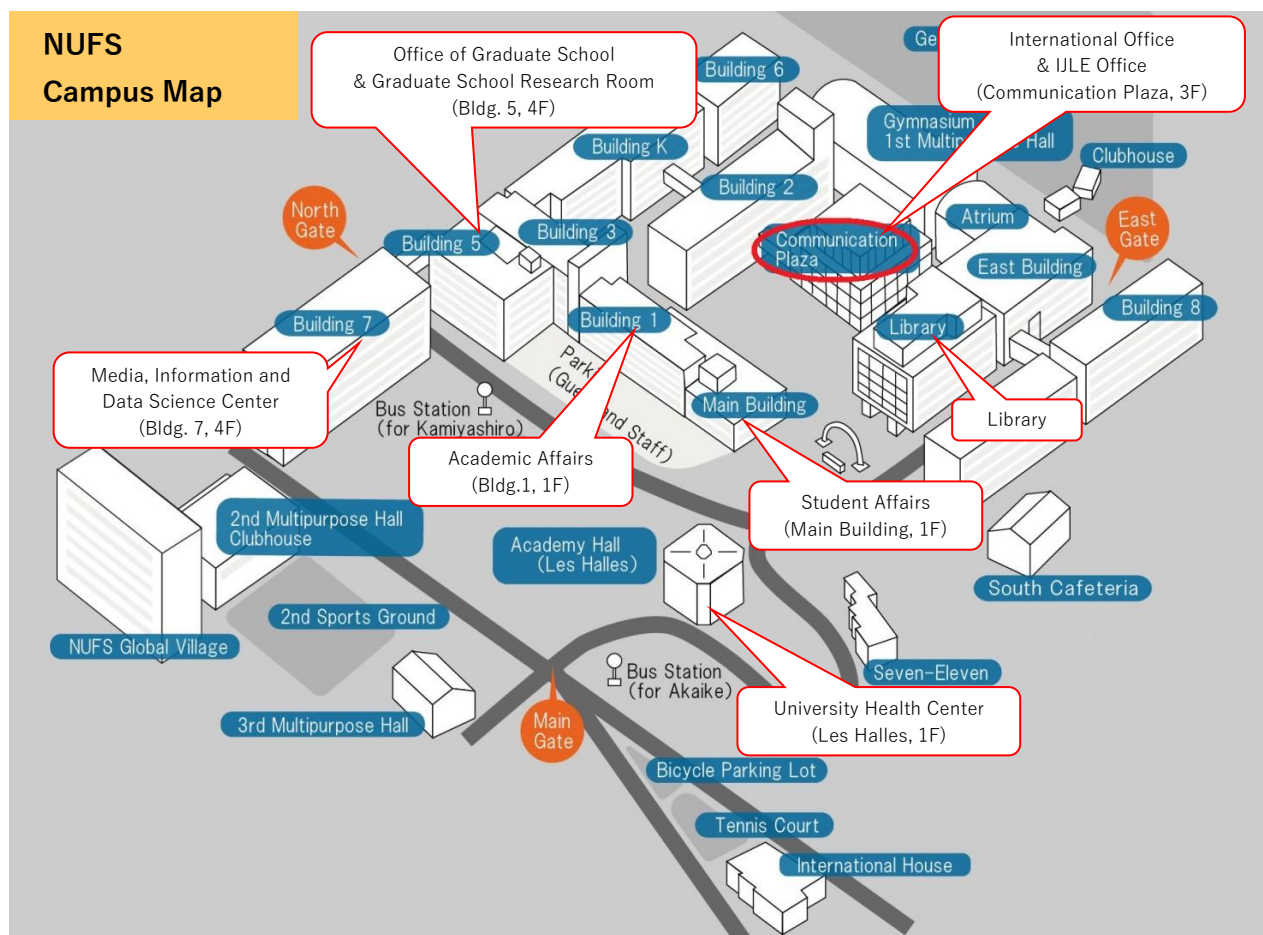 NUFS
Campus Map
Office of Graduate School
& Graduate School Research Room
(Bldg. 5, 4F)
International Office
& IJLE Office
(Communication Plaza, 3F)
Building 6
Gymnasium
1st Multi
Hall
Clubhouse
Building K
Building 2
North
Gate
Atrium
East
Gate
Building 5
Building 3
Communication
Plaza
East Building
Building 7
Building 1
Library
Building 8
Media, Information and
Data Science Center
(Bldg. 7, 4F)
Bus Station
(for Kamiyashiro)
and Staff)
Main Building
Library
Academic Affairs
(Bldg.1, 1F)
Student Affairs
(Main Building, 1F)
2nd Multipurpose Hall
Clubhouse
Academy Hall
(Les Halles)
South Cafeteria
2nd Sports Ground
NUFS Global Village
Bus Station
(for Akaike)
Seven-Eleven
University Health Center
(Les Halles, 1F)
3rd Multipurpose Hall
Main
Gate
Bicycle Parking Lot
Tennis Court
International House